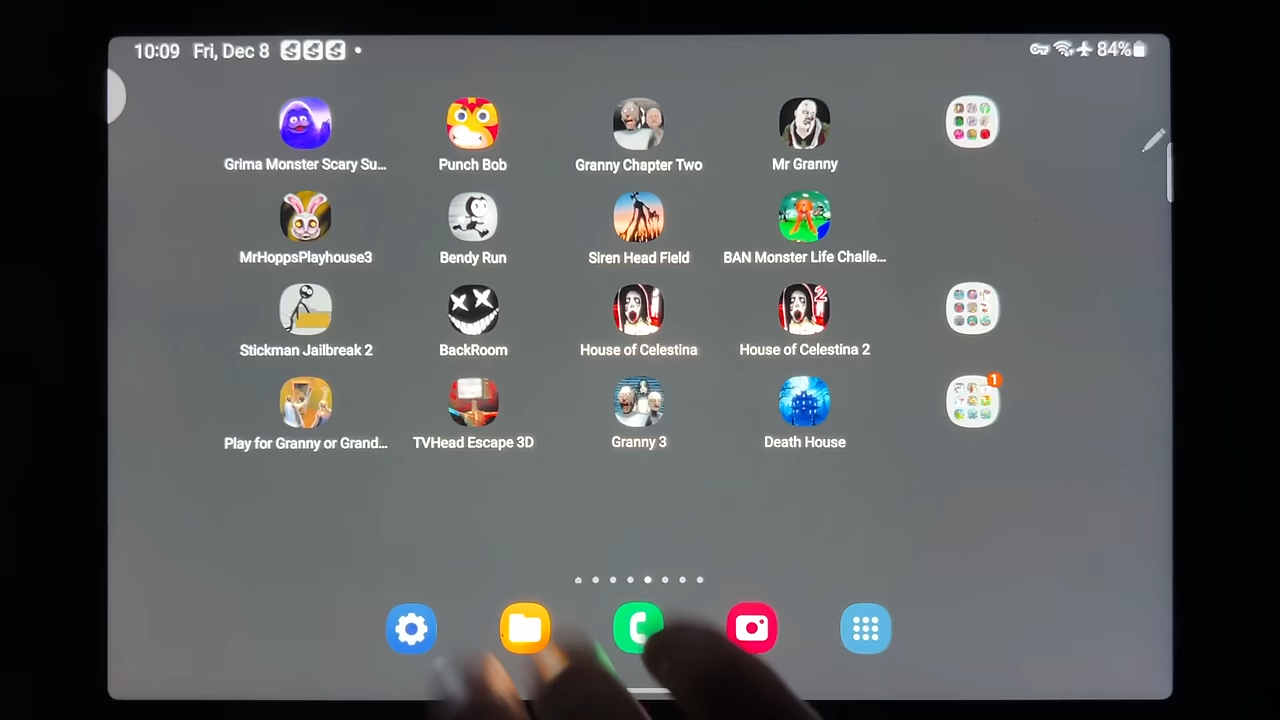 10:09 Fri, Dec 8 84%
Grima Monster Scary Su... Punch Bob Granny Chapter Two Mr Granny
MrHoppsPlayhouse3 Bendy Run Siren Head Field BAN Monster Life Challe...
2
Stickman Jailbreak 2 BackRoom House of Celestina House of Celestina 2
1
Play for Granny or Grand... TVHead Escape 3D Granny 3 Death House